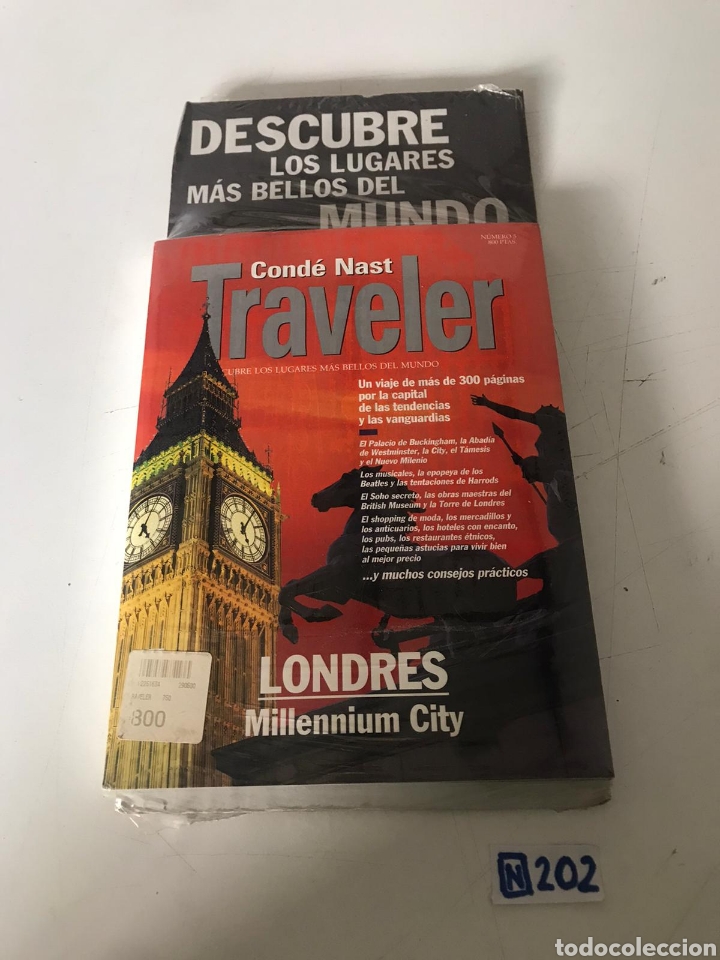 DESCUBRE
LOS LUGARES
MÁS BELLOS DEL
MUNDO
NÚMERO 5
800 PTAS.
Condé Nast
Traveler
CUBRE LOS LUGARES MÁS BELLOS DEL MUNDO
Un viaje de más de 300 páginas
por la capital
de las tendencias
y las vanguardias
El Palacio de Buckingham, la Abadía
de Westminster, la City, el Támesis
y el Nuevo Milenio
Los musicales, la epopeya de los
Beatles y las tentaciones de Harrods
El Soho secreto, las obras maestras del
British Museum y la Torre de Londres
El shopping de moda, los mercadillos y
los anticuarios, los hoteles con encanto,
los pubs, los restaurantes étnicos,
las pequeñas astucias para vivir bien
al mejor precio
...y muchos consejos prácticos
LONDRES
Millennium City
800
N 202
todocoleccion